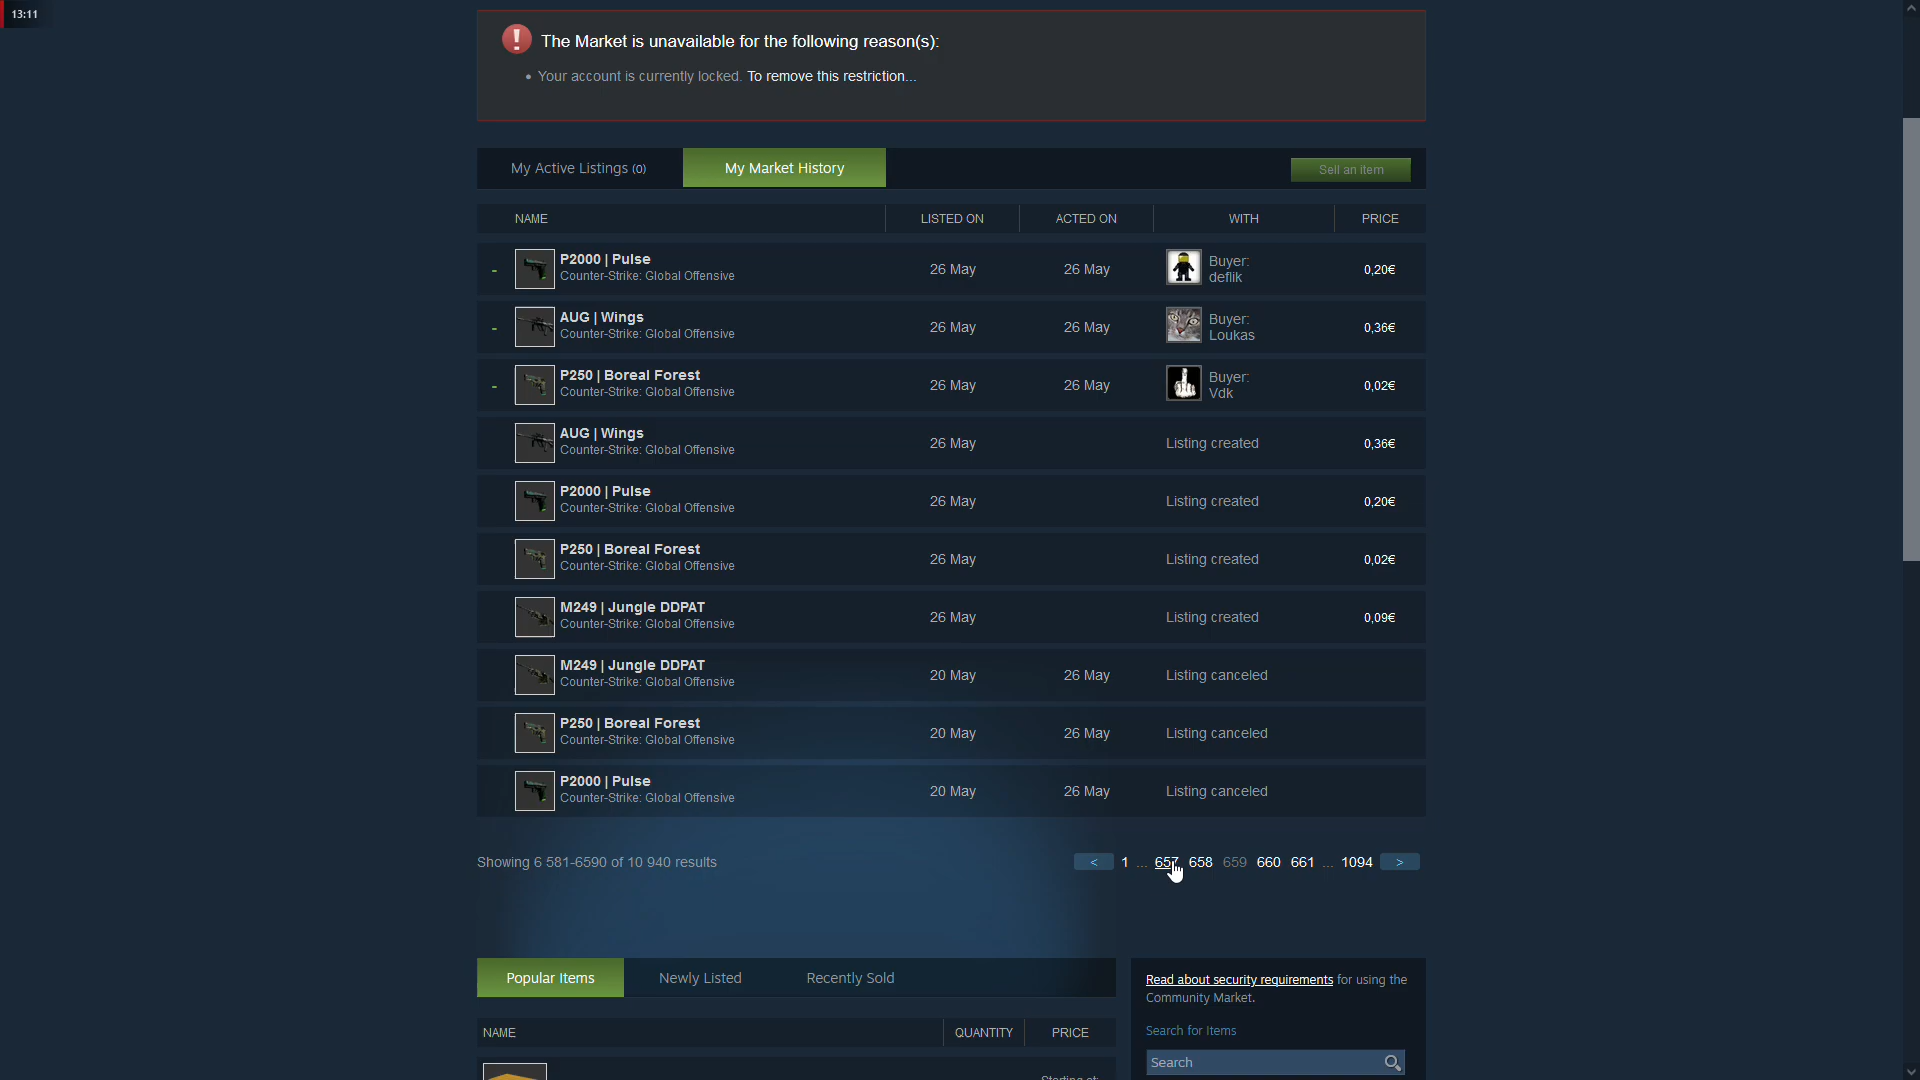 13:11
The Market is unavailable for the following reason(s):
• Your account is currently locked. To remove this restriction...
My Active Listings (0)
My Market History
Sell an item
NAME LISTED ON ACTED ON WITH PRICE
- P2000 | Pulse
Counter-Strike: Global Offensive
26 May 26 May Buyer:
deflik
0,20€
- AUG | Wings
Counter-Strike: Global Offensive
26 May 26 May Buyer:
Loukas
0,36€
- P250 | Boreal Forest
Counter-Strike: Global Offensive
26 May 26 May Buyer:
Vdk
0,02€
AUG | Wings
Counter-Strike: Global Offensive
26 May Listing created 0,36€
P2000 | Pulse
Counter-Strike: Global Offensive
26 May Listing created 0,20€
P250 | Boreal Forest
Counter-Strike: Global Offensive
26 May Listing created 0,02€
M249 | Jungle DDPAT
Counter-Strike: Global Offensive
26 May Listing created 0,09€
M249 | Jungle DDPAT
Counter-Strike: Global Offensive
20 May 26 May Listing canceled
P250 | Boreal Forest
Counter-Strike: Global Offensive
20 May 26 May Listing canceled
P2000 | Pulse
Counter-Strike: Global Offensive
20 May 26 May Listing canceled
Showing 6 581-6590 of 10 940 results
< 1 ... 657 658 659 660 661 ... 1094 >
Popular Items Newly Listed Recently Sold
NAME QUANTITY PRICE
Starting at:
Read about security requirements for using the
Community Market.
Search for Items
Search